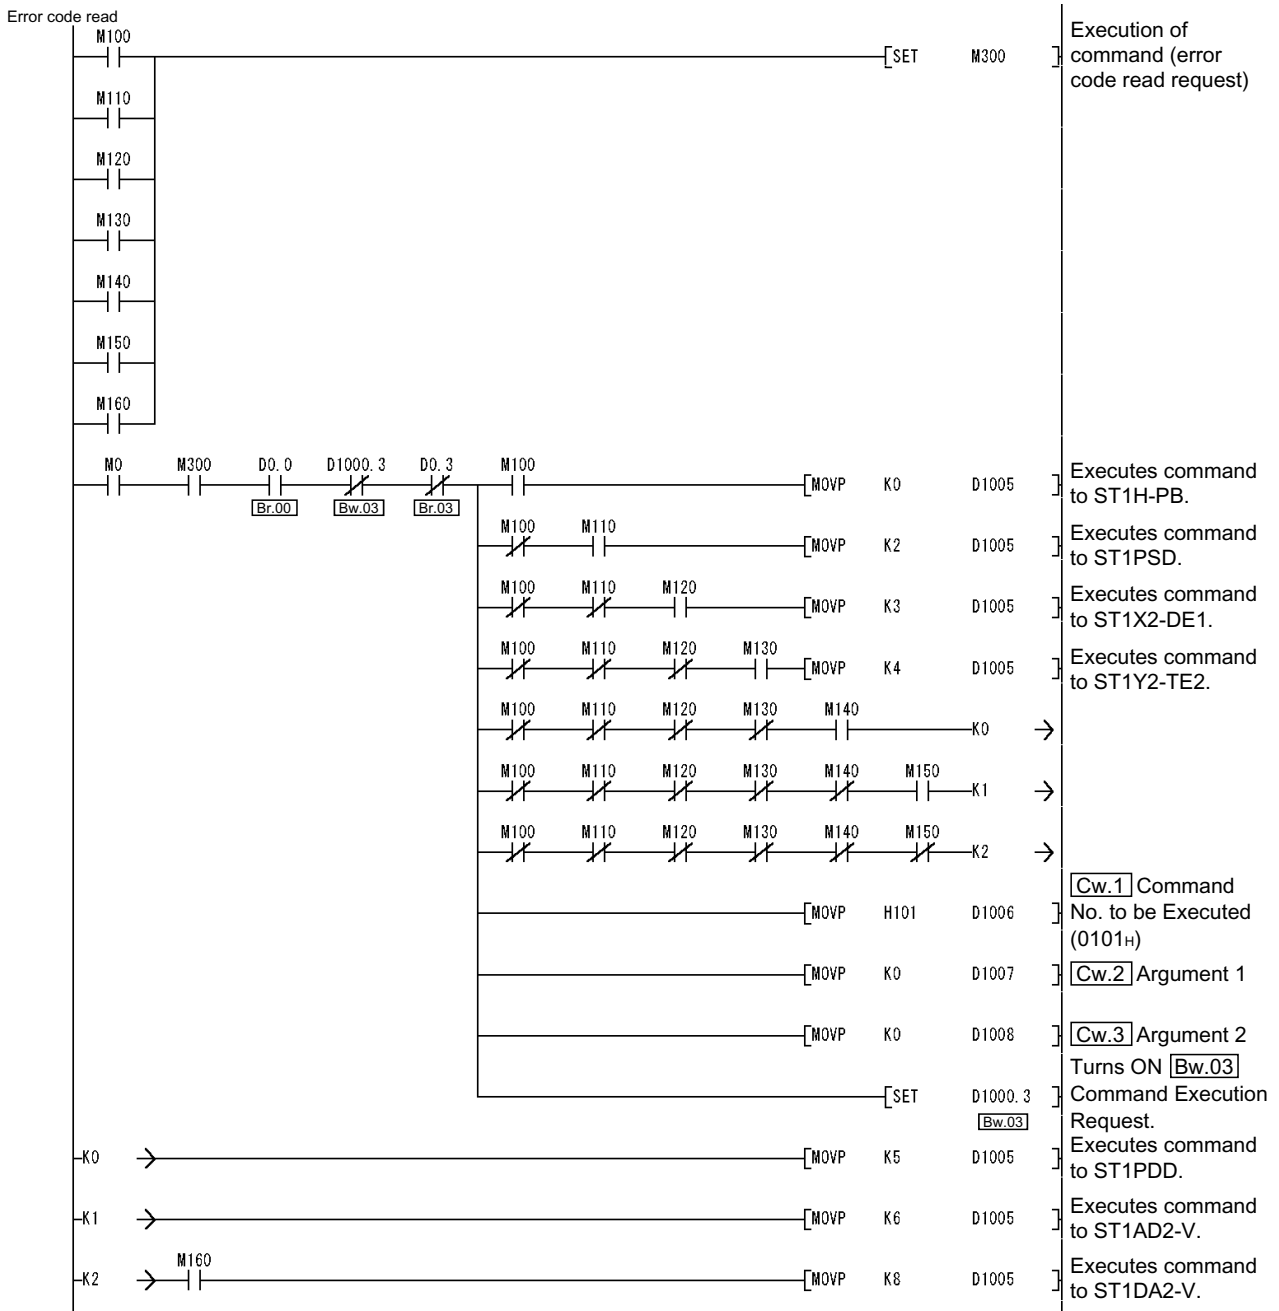 Error code read
M100
[SET M300 ]
Execution of
command (error
code read request)
M110
M120
M130
M140
M150
M160
M0 M300 D0.0 D1000.3 D0.3 M100
[MOVP K0 D1005 ]
Br.00 Bw.03 Br.03
Executes command
to ST1H-PB.
M100 M110
[MOVP K2 D1005 ]
Executes command
to ST1PSD.
M100 M110 M120
[MOVP K3 D1005 ]
Executes command
to ST1X2-DE1.
M100 M110 M120 M130
[MOVP K4 D1005 ]
Executes command
to ST1Y2-TE2.
M100 M110 M120 M130 M140
K0
M100 M110 M120 M130 M140 M150
K1
M100 M110 M120 M130 M140 M150
K2
[MOVP H101 D1006 ]
Cw.1 Command
No. to be Executed
(0101H)
[MOVP K0 D1007 ]
Cw.2 Argument 1
[MOVP K0 D1008 ]
Cw.3 Argument 2
[SET D1000.3 ]
Bw.03
Turns ON Bw.03
Command Execution
Request.
K0
[MOVP K5 D1005 ]
Executes command
to ST1PDD.
K1
[MOVP K6 D1005 ]
Executes command
to ST1AD2-V.
K2 M160
[MOVP K8 D1005 ]
Executes command
to ST1DA2-V.